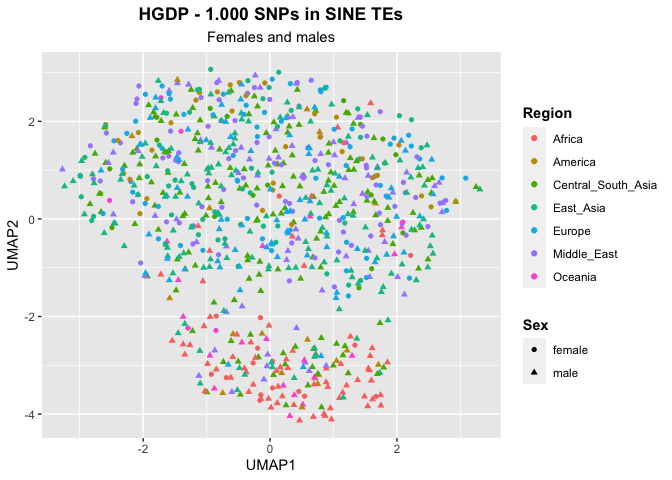 HGDP - 1.000 SNPs in SINE TEs
Females and males
UMAP2
2
0
-2
-4
-2
0
2
UMAP1
Region
Africa
America
Central_South_Asia
East_Asia
Europe
Middle_East
Oceania
Sex
female
male